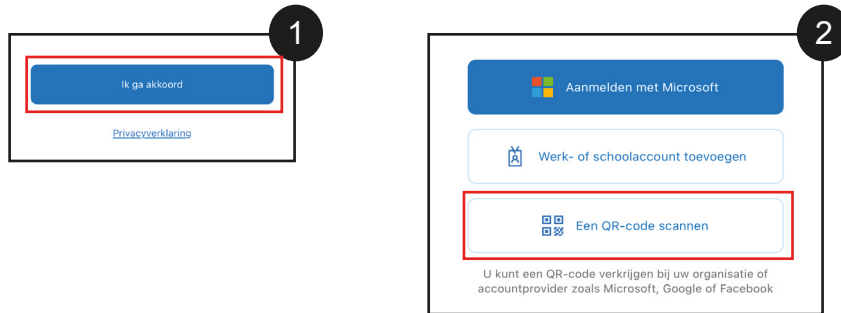 1
Ik ga akkoord
Privacyverklaring
2
Aanmelden met Microsoft
Werk- of schoolaccount toevoegen
Een QR-code scannen
U kunt een QR-code verkrijgen bij uw organisatie of
accountprovider zoals Microsoft, Google of Facebook